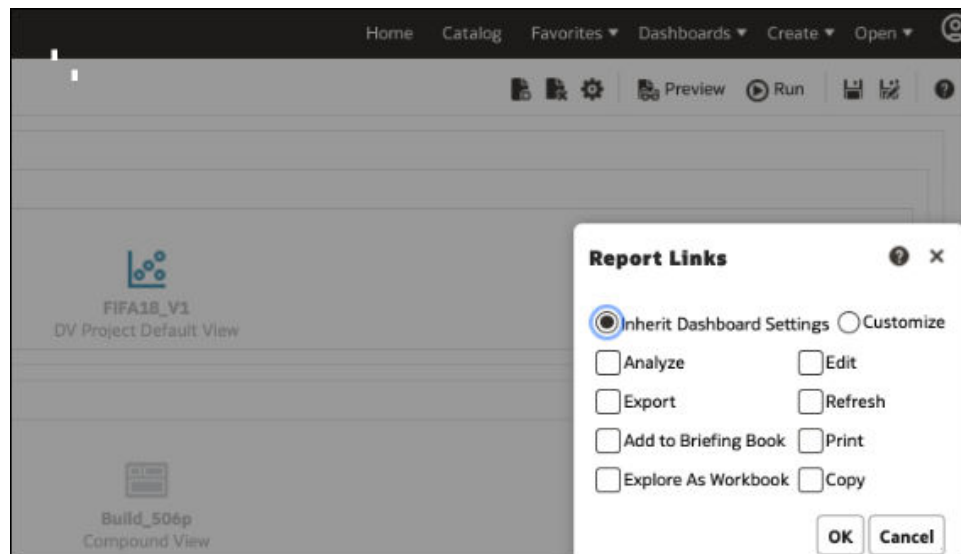 Home Catalog Favorites Dashboards Create Open
Preview Run
FIFA18_V1
DV Project Default View
Report Links
Inherit Dashboard Settings Customize
Analyze Edit
Export Refresh
Add to Briefing Book Print
Explore As Workbook Copy
OK Cancel
Build_506p
Compound View